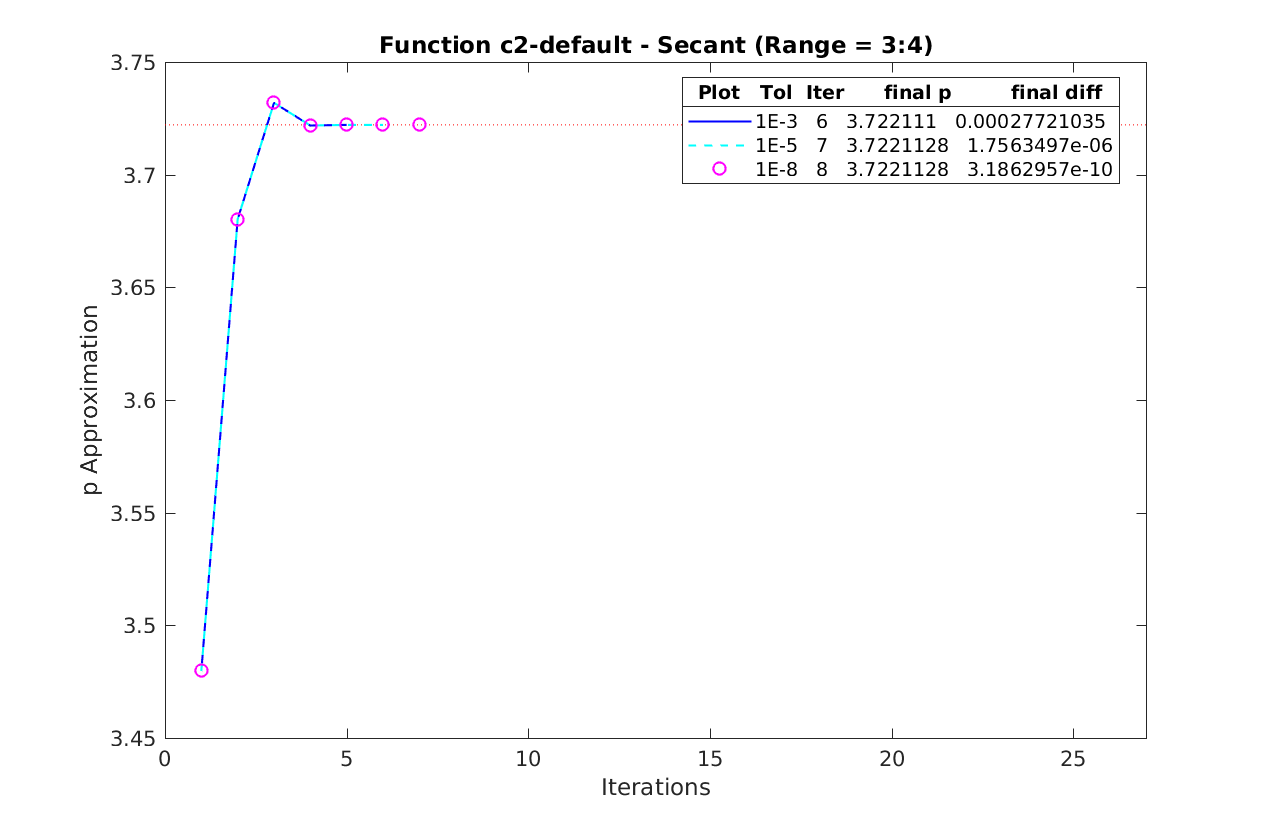 Function c2-default - Secant (Range = 3:4)
Plot Tol Iter final p final diff
1E-3 6 3.722111 0.00027721035
1E-5 7 3.7221128 1.7563497e-06
1E-8 8 3.7221128 3.1862957e-10
3.75
3.7
3.65
3.6
3.55
3.5
3.45
p Approximation
0 5 10 15 20 25
Iterations